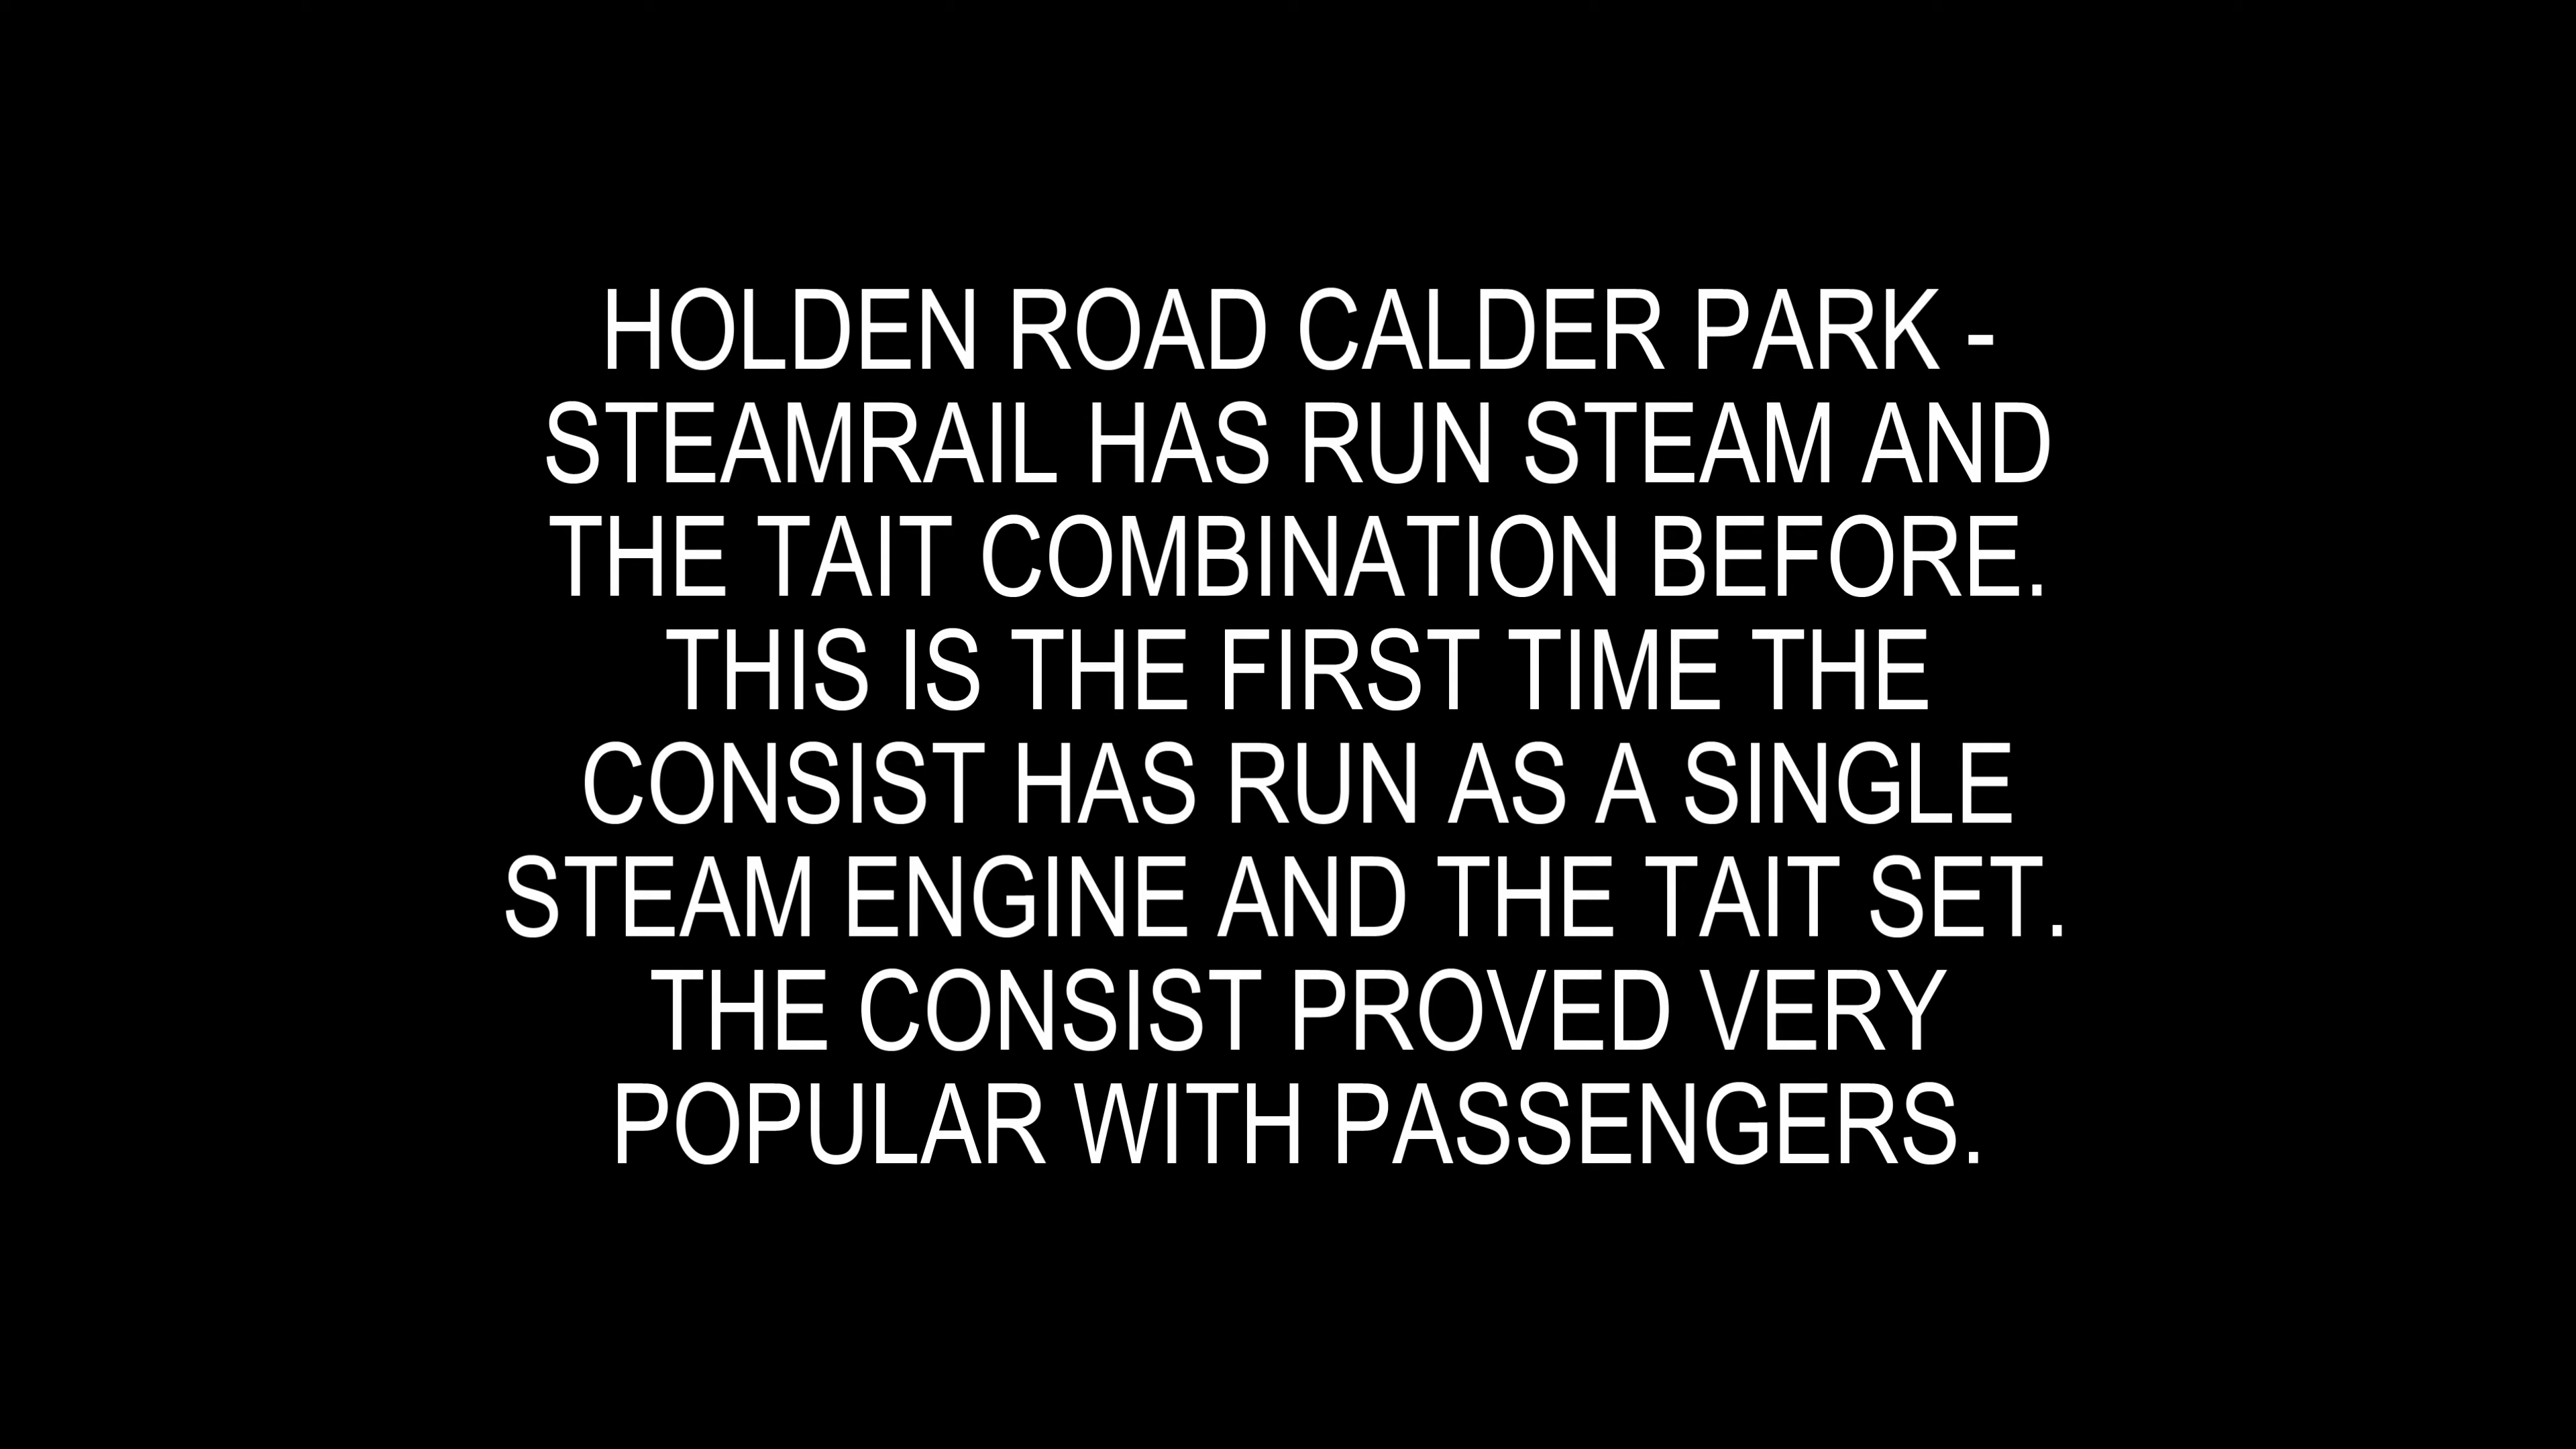 HOLDEN ROAD CALDER PARK -
STEAMRAIL HAS RUN STEAM AND
THE TAIT COMBINATION BEFORE.
THIS IS THE FIRST TIME THE
CONSIST HAS RUN AS A SINGLE
STEAM ENGINE AND THE TAIT SET.
THE CONSIST PROVED VERY
POPULAR WITH PASSENGERS.